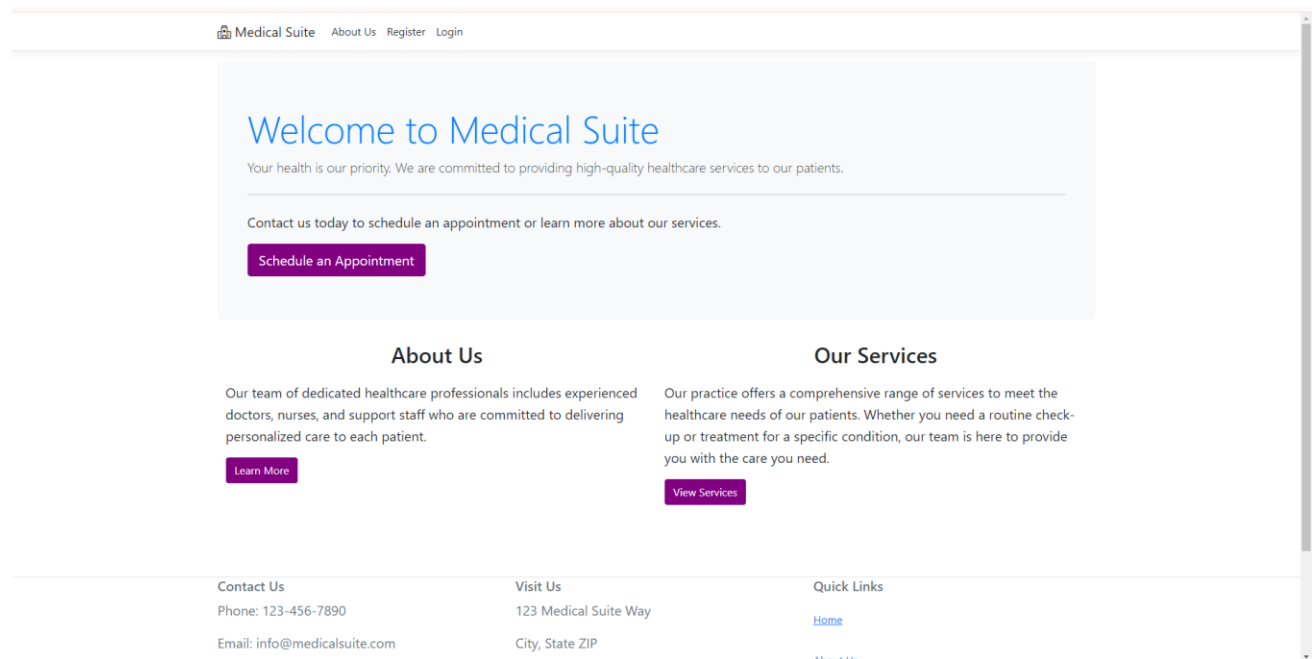 Medical Suite About Us Register Login
Welcome to Medical Suite
Your health is our priority. We are committed to providing high-quality healthcare services to our patients.
Contact us today to schedule an appointment or learn more about our services.
Schedule an Appointment
About Us
Our team of dedicated healthcare professionals includes experienced
doctors, nurses, and support staff who are committed to delivering
personalized care to each patient.
Learn More
Our Services
Our practice offers a comprehensive range of services to meet the
healthcare needs of our patients. Whether you need a routine check-
up or treatment for a specific condition, our team is here to provide
you with the care you need.
View Services
Contact Us
Phone: 123-456-7890
Email: info@medicalsuite.com
Visit Us
123 Medical Suite Way
City, State ZIP
Quick Links
Home